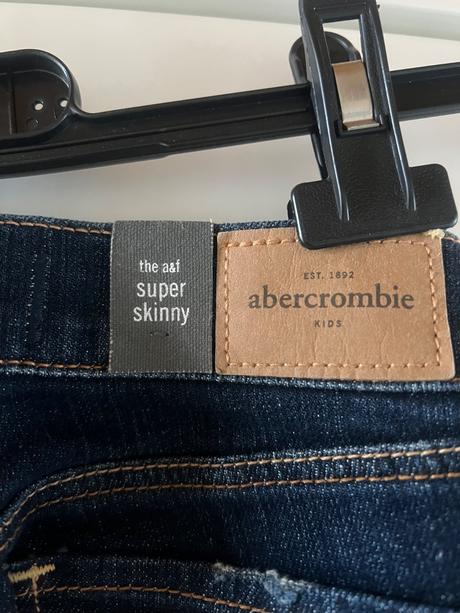 the a&f
super
skinny
EST. 1892
abercrombie
KIDS